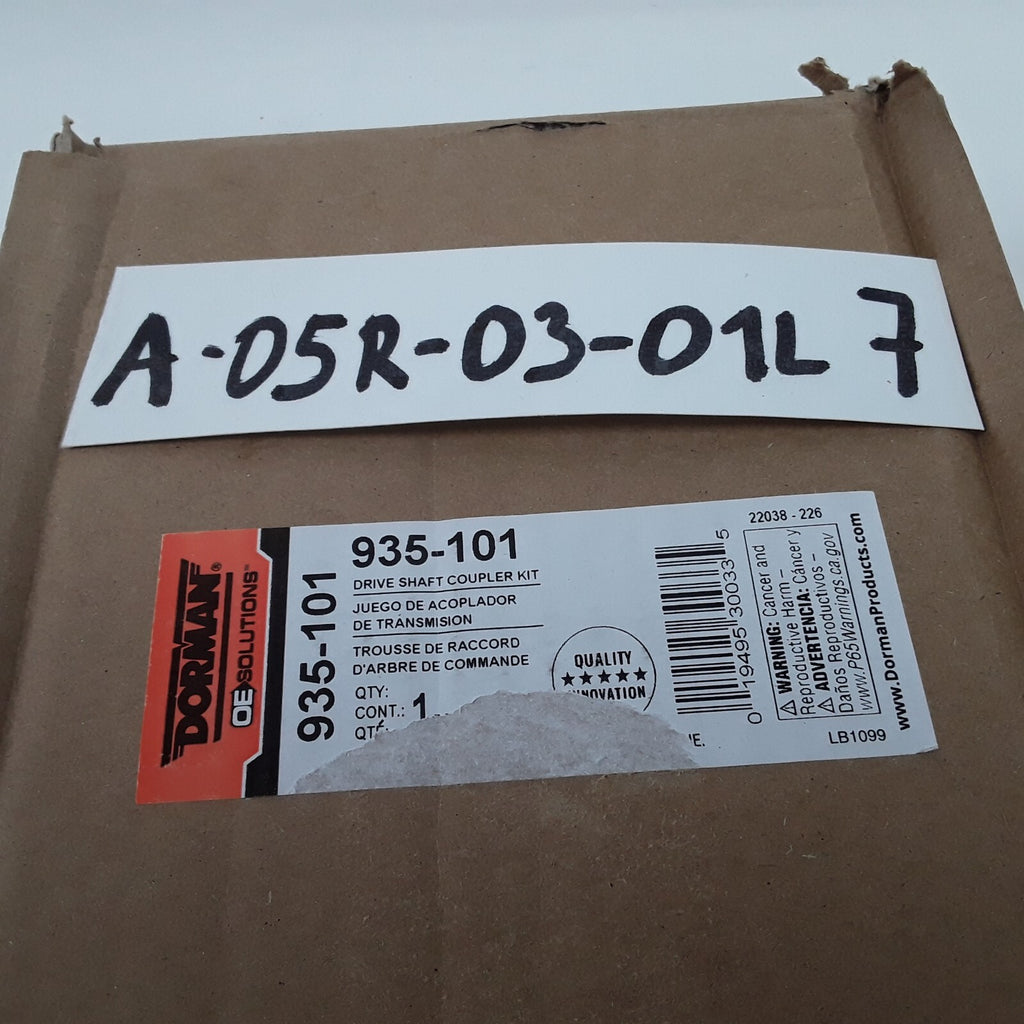 A-05R-03-01L 7
DORMAN®
OE SOLUTIONS™
935-101
935-101
DRIVE SHAFT COUPLER KIT
JUEGO DE ACOPLADOR
DE TRANSMISION
TROUSSE DE RACCORD
D'ARBRE DE COMMANDE
QTY:
CONT.: 1
QUALITY
★★★★★
0 19495 30033 5
22038 - 226
⚠ WARNING: Cancer and
Reproductive Harm –
⚠ ADVERTENCIA: Cáncer y
Daños Reproductivos –
www.P65Warnings.ca.gov
www.DormanProducts.com
LB1099